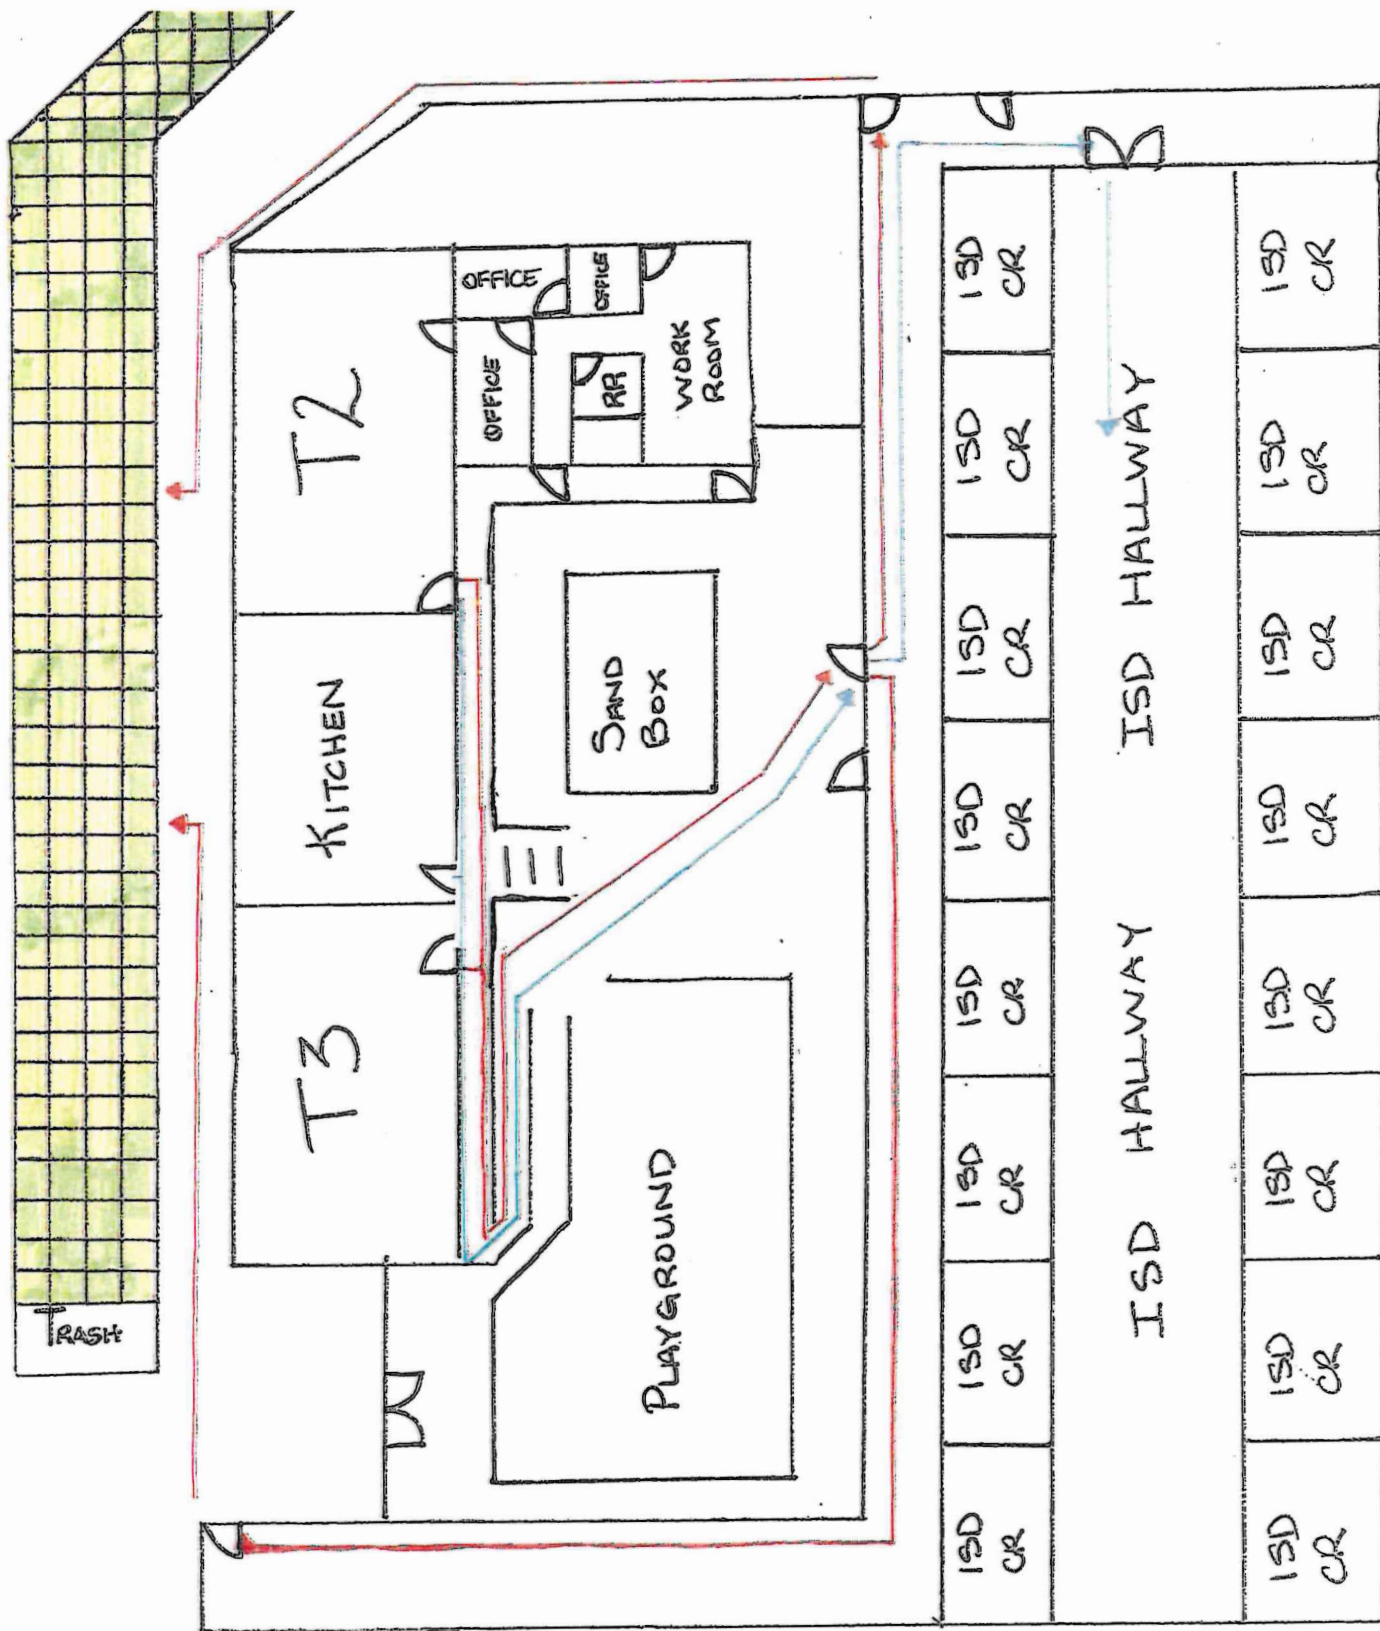 TRASH
T3
KITCHEN
T2
OFFICE
OFFICE
OFFICE
SAND
BOX
RR
PLAYGROUND
WORK
ROOM
ISD
CR
ISD
CR
ISD
CR
ISD
CR
ISD
CR
ISD
CR
ISD
CR
ISD
CR
ISD HALLWAY
ISD HALLWAY
ISD
CR
ISD
CR
ISD
CR
ISD
CR
ISD
CR
ISD
CR
ISD
CR
ISD
CR